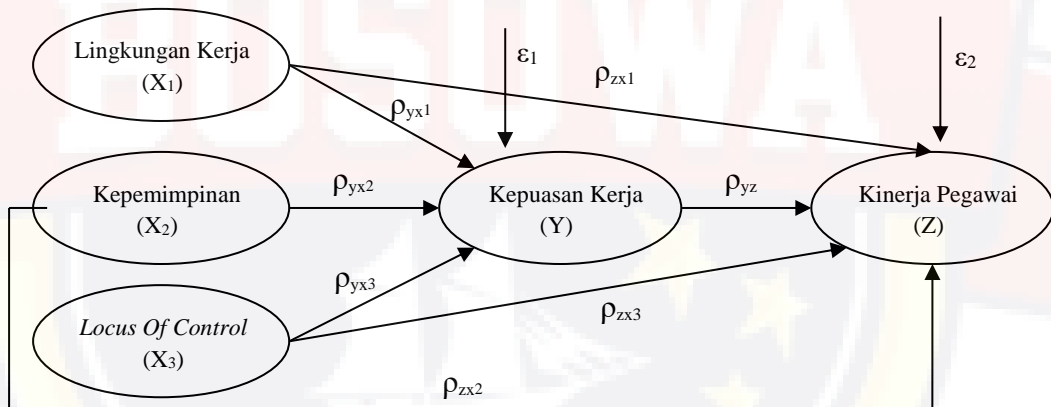 BOSOWA
Lingkungan Kerja
(X₁)
ε₁
ε₂
ρzx1
ρyx1
Kepemimpinan
(X₂)
ρyx2
Kepuasan Kerja
(Y)
ρyz
Kinerja Pegawai
(Z)
ρyx3
Locus Of Control
(X₃)
ρzx3
ρzx2